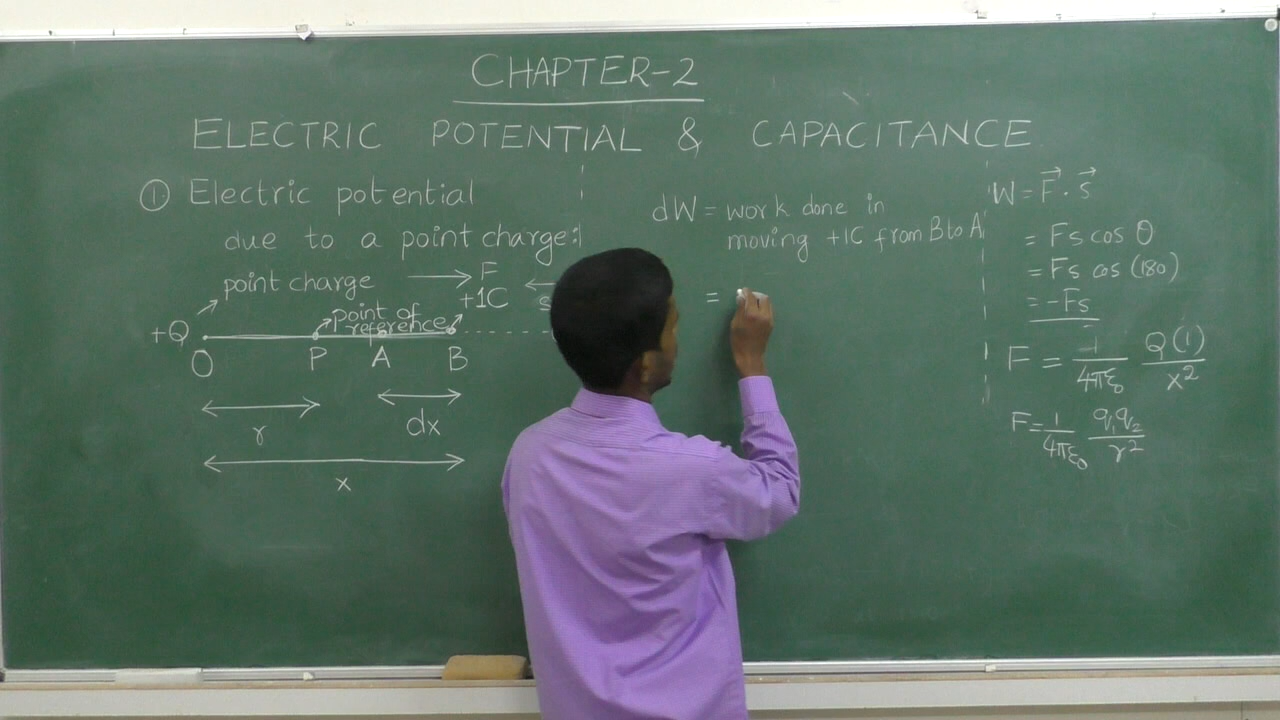 CHAPTER-2
ELECTRIC POTENTIAL & CAPACITANCE
① Electric potential
due to a point charge:
point charge → F ←
+1C
+Q point of
reference
O P A B
r dx
x
dW = work done in
moving +1C from B to A
=
W = F⃗ · s⃗
= Fs cos θ
= Fs cos (180)
= -Fs
F = 1/4πε₀ Q(1)/x²
F = 1/4πε₀ q₁q₂/r²